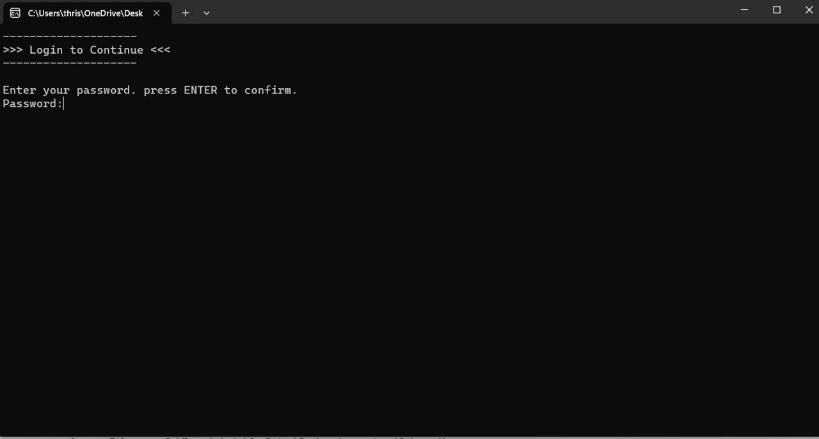 C:\Users\thris\OneDrive\Desk
--------------------
>>> Login to Continue <<<
--------------------
Enter your password. press ENTER to confirm.
Password: